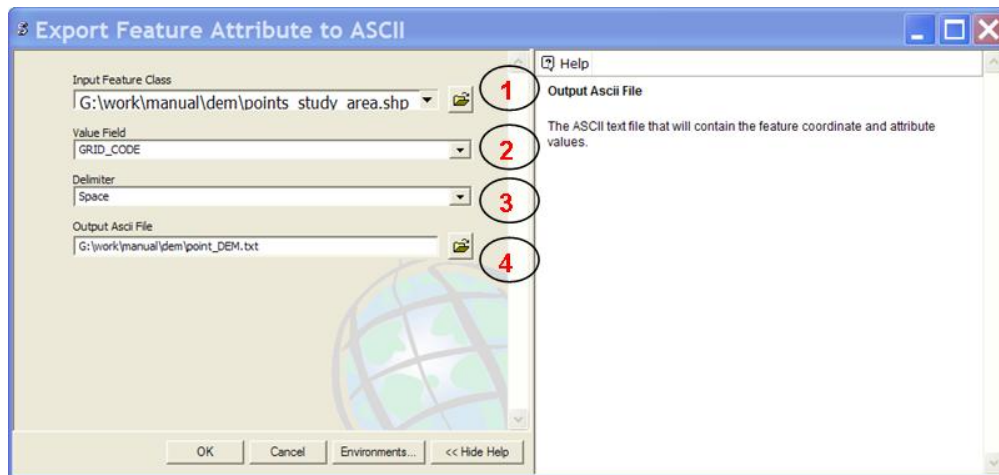 Export Feature Attribute to ASCII
Input Feature Class
G:\work\manual\dem\points_study_area.shp
1
Value Field
GRID_CODE
2
Delimiter
Space
3
Output Ascii File
G:\work\manual\dem\point_DEM.txt
4
OK
Cancel
Environments...
<< Hide Help
Help
Output Ascii File
The ASCII text file that will contain the feature coordinate and attribute
values.